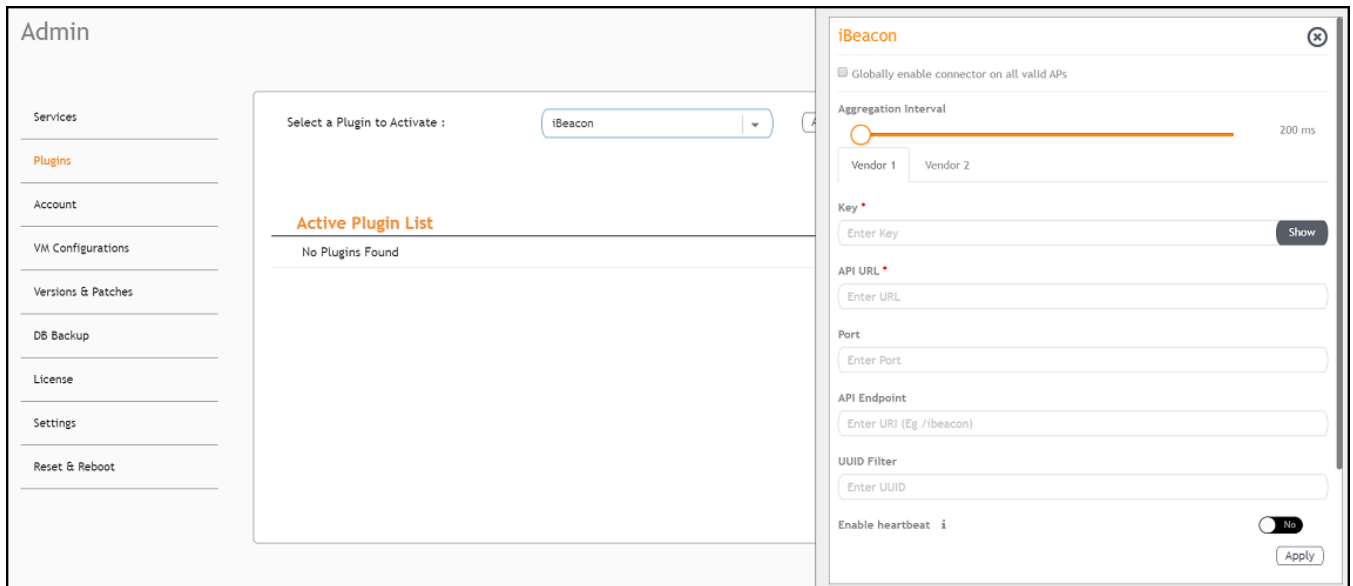 Admin
Services
Plugins
Account
VM Configurations
Versions & Patches
DB Backup
License
Settings
Reset & Reboot
Select a Plugin to Activate :
iBeacon
Active Plugin List
No Plugins Found
iBeacon
Globally enable connector on all valid APs
Aggregation Interval
200 ms
Vendor 1 Vendor 2
Key *
Enter Key Show
API URL *
Enter URL
Port
Enter Port
API Endpoint
Enter URI (Eg /ibeacon)
UUID Filter
Enter UUID
Enable heartbeat i No
Apply